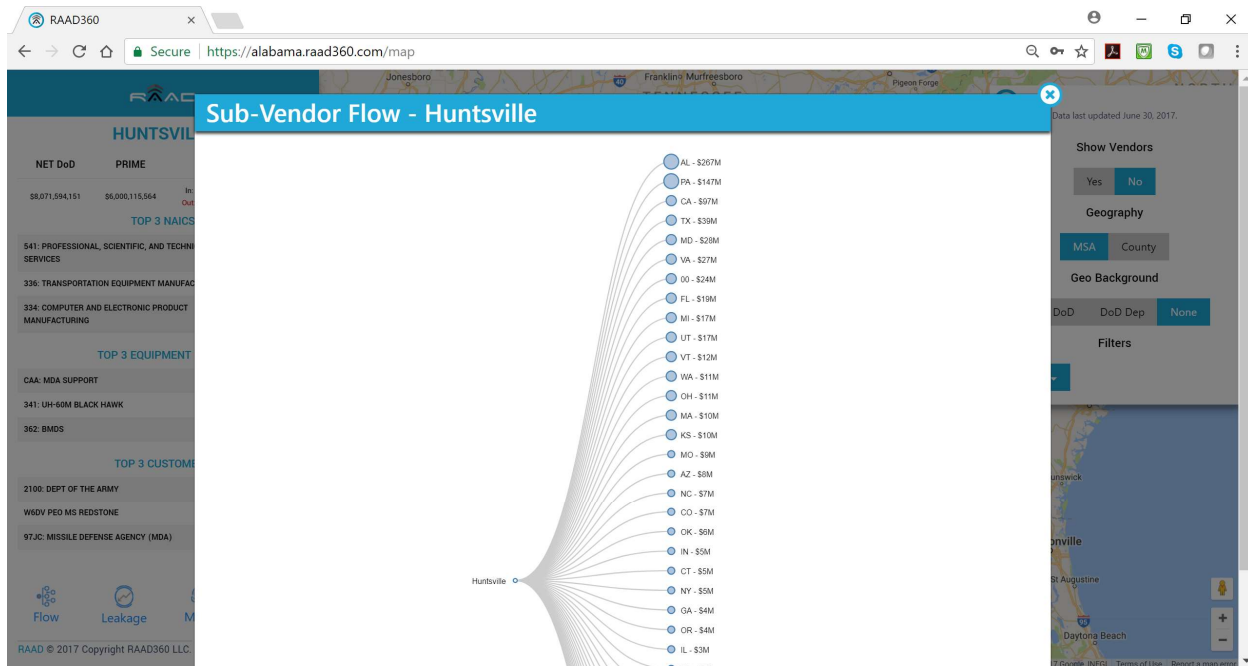 RAAD360
Secure
https://alabama.raad360.com/map
Jonesboro
Franklin
Murfreesboro
TENNESSEE
Pigeon Forge
Sub-Vendor Flow - Huntsville
HUNTSVIL
NET DoD
PRIME
$8,071,594,151
$6,000,115,564
In:
Out
TOP 3 NAICS
541: PROFESSIONAL, SCIENTIFIC, AND TECHNI
SERVICES
336: TRANSPORTATION EQUIPMENT MANUFAC
334: COMPUTER AND ELECTRONIC PRODUCT
MANUFACTURING
TOP 3 EQUIPMENT
CAA: MDA SUPPORT
341: UH-60M BLACK HAWK
362: BMDS
TOP 3 CUSTOME
2100: DEPT OF THE ARMY
W6DV PEO MS REDSTONE
97JC: MISSILE DEFENSE AGENCY (MDA)
Flow
Leakage
M
RAAD © 2017 Copyright RAAD360 LLC.
Huntsville
AL - $267M
PA - $147M
CA - $97M
TX - $39M
MD - $28M
VA - $27M
00 - $24M
FL - $19M
MI - $17M
UT - $17M
VT - $12M
WA - $11M
OH - $11M
MA - $10M
KS - $10M
MO - $9M
AZ - $8M
NC - $7M
CO - $7M
OK - $6M
IN - $5M
CT - $5M
NY - $5M
GA - $4M
OR - $4M
IL - $3M
Data last updated June 30, 2017.
Show Vendors
Yes
No
Geography
MSA
County
Geo Background
DoD
DoD Dep
None
Filters
unswick
onville
St Augustine
95
Daytona Beach
7 Google, INEGI
Terms of Use
Report a map error